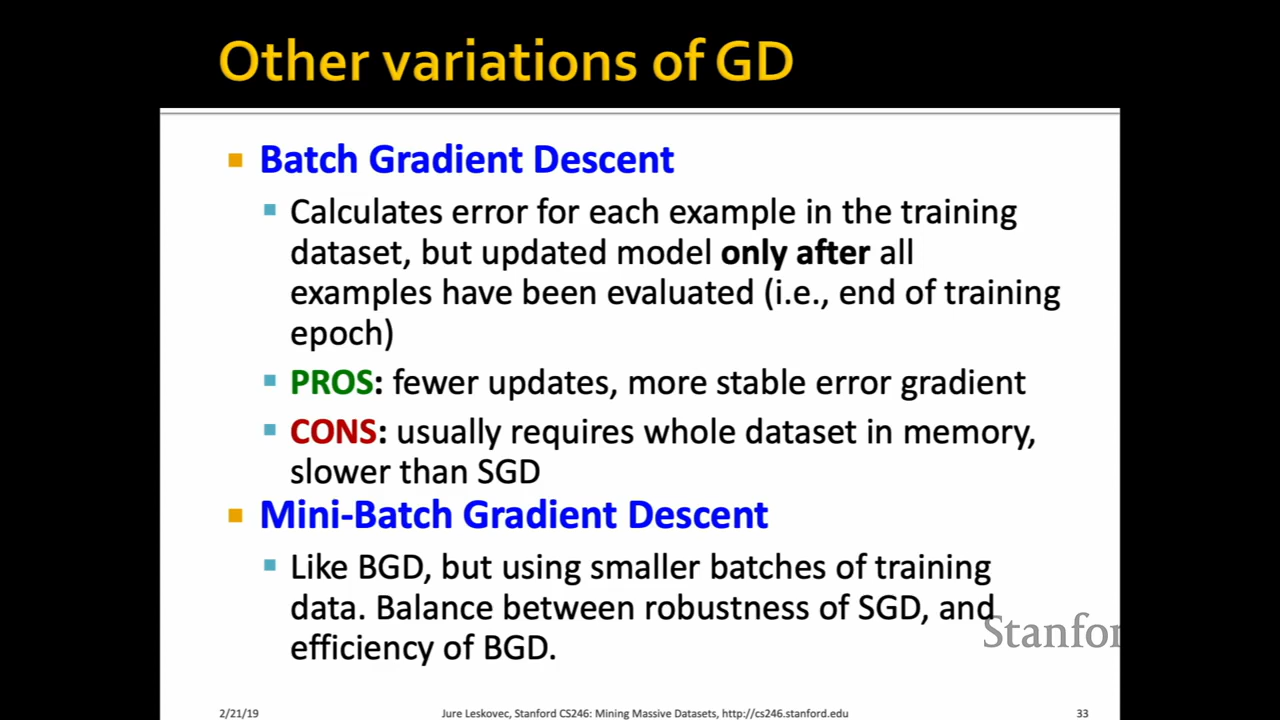 Other variations of GD
Batch Gradient Descent
Calculates error for each example in the training
dataset, but updated model only after all
examples have been evaluated (i.e., end of training
epoch)
PROS: fewer updates, more stable error gradient
CONS: usually requires whole dataset in memory,
slower than SGD
Mini-Batch Gradient Descent
Like BGD, but using smaller batches of training
data. Balance between robustness of SGD, and
efficiency of BGD.
Stanfor
2/21/19 Jure Leskovec, Stanford CS246: Mining Massive Datasets, http://cs246.stanford.edu 33